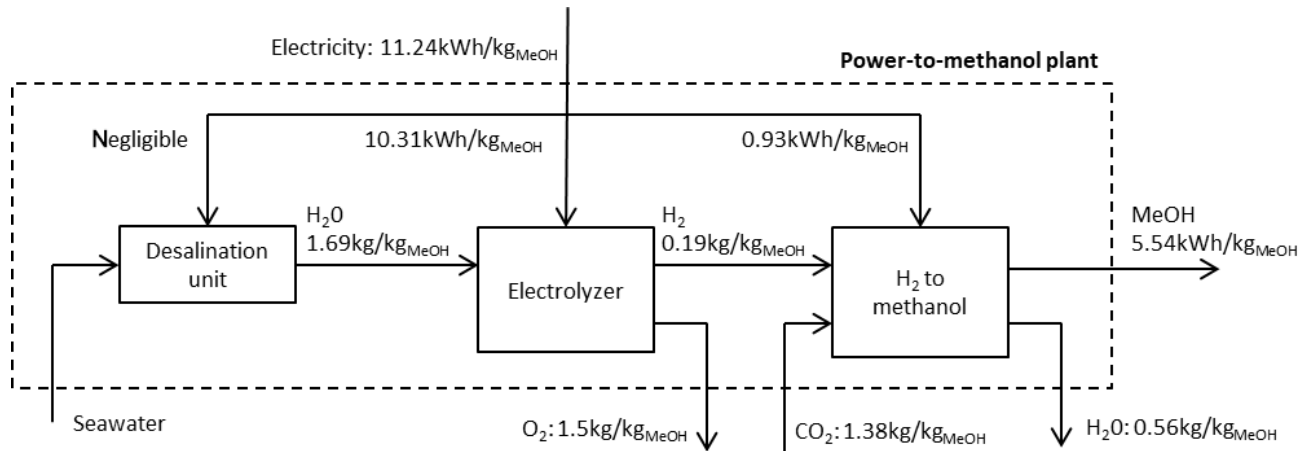 Electricity: 11.24kWh/kgMeOH
Power-to-methanol plant
Negligible
10.31kWh/kgMeOH
0.93kWh/kgMeOH
H20
1.69kg/kgMeOH
H2
0.19kg/kgMeOH
MeOH
5.54kWh/kgMeOH
Desalination
unit
Electrolyzer
H2 to
methanol
Seawater
O2: 1.5kg/kgMeOH
CO2: 1.38kg/kgMeOH
H20: 0.56kg/kgMeOH